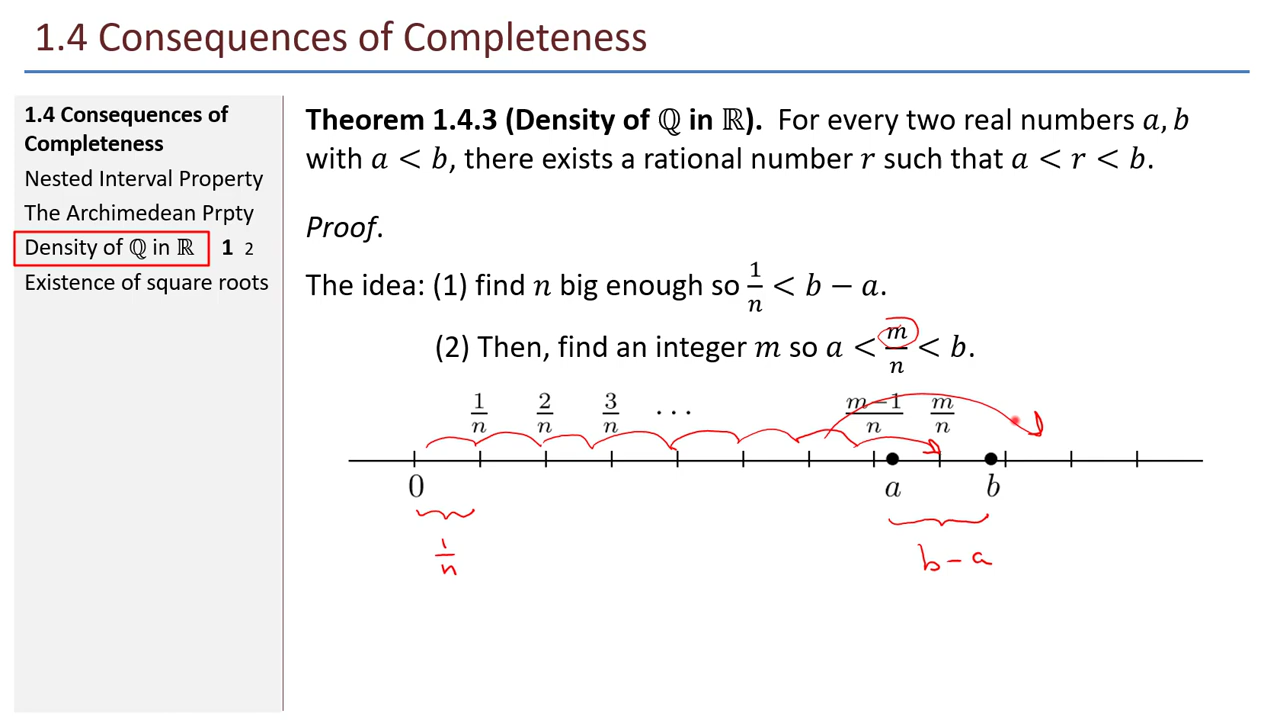 1.4 Consequences of Completeness
1.4 Consequences of
Completeness
Nested Interval Property
The Archimedean Prpty
Density of ℚ in ℝ 1 2
Existence of square roots
Theorem 1.4.3 (Density of ℚ in ℝ). For every two real numbers a, b
with a < b, there exists a rational number r such that a < r < b.
Proof.
The idea: (1) find n big enough so 1/n < b − a.
(2) Then, find an integer m so a < m/n < b.
1/n 2/n 3/n ⋯ m−1/n m/n
0 a b
1/n b − a